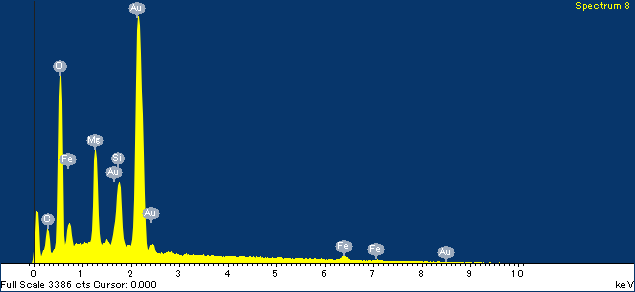 Spectrum 8
Au
O
Mg
Si
Fe
Au
Au
C
Fe
Fe
Au
0 1 2 3 4 5 6 7 8 9 10
Full Scale 3386 cts Cursor: 0.000 keV